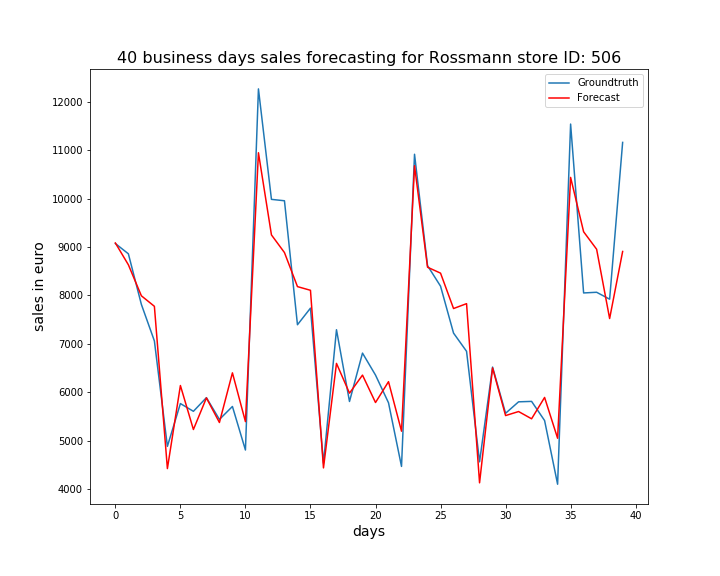 40 business days sales forecasting for Rossmann store ID: 506
Groundtruth
Forecast
12000
11000
10000
9000
8000
7000
6000
5000
4000
sales in euro
0 5 10 15 20 25 30 35 40
days